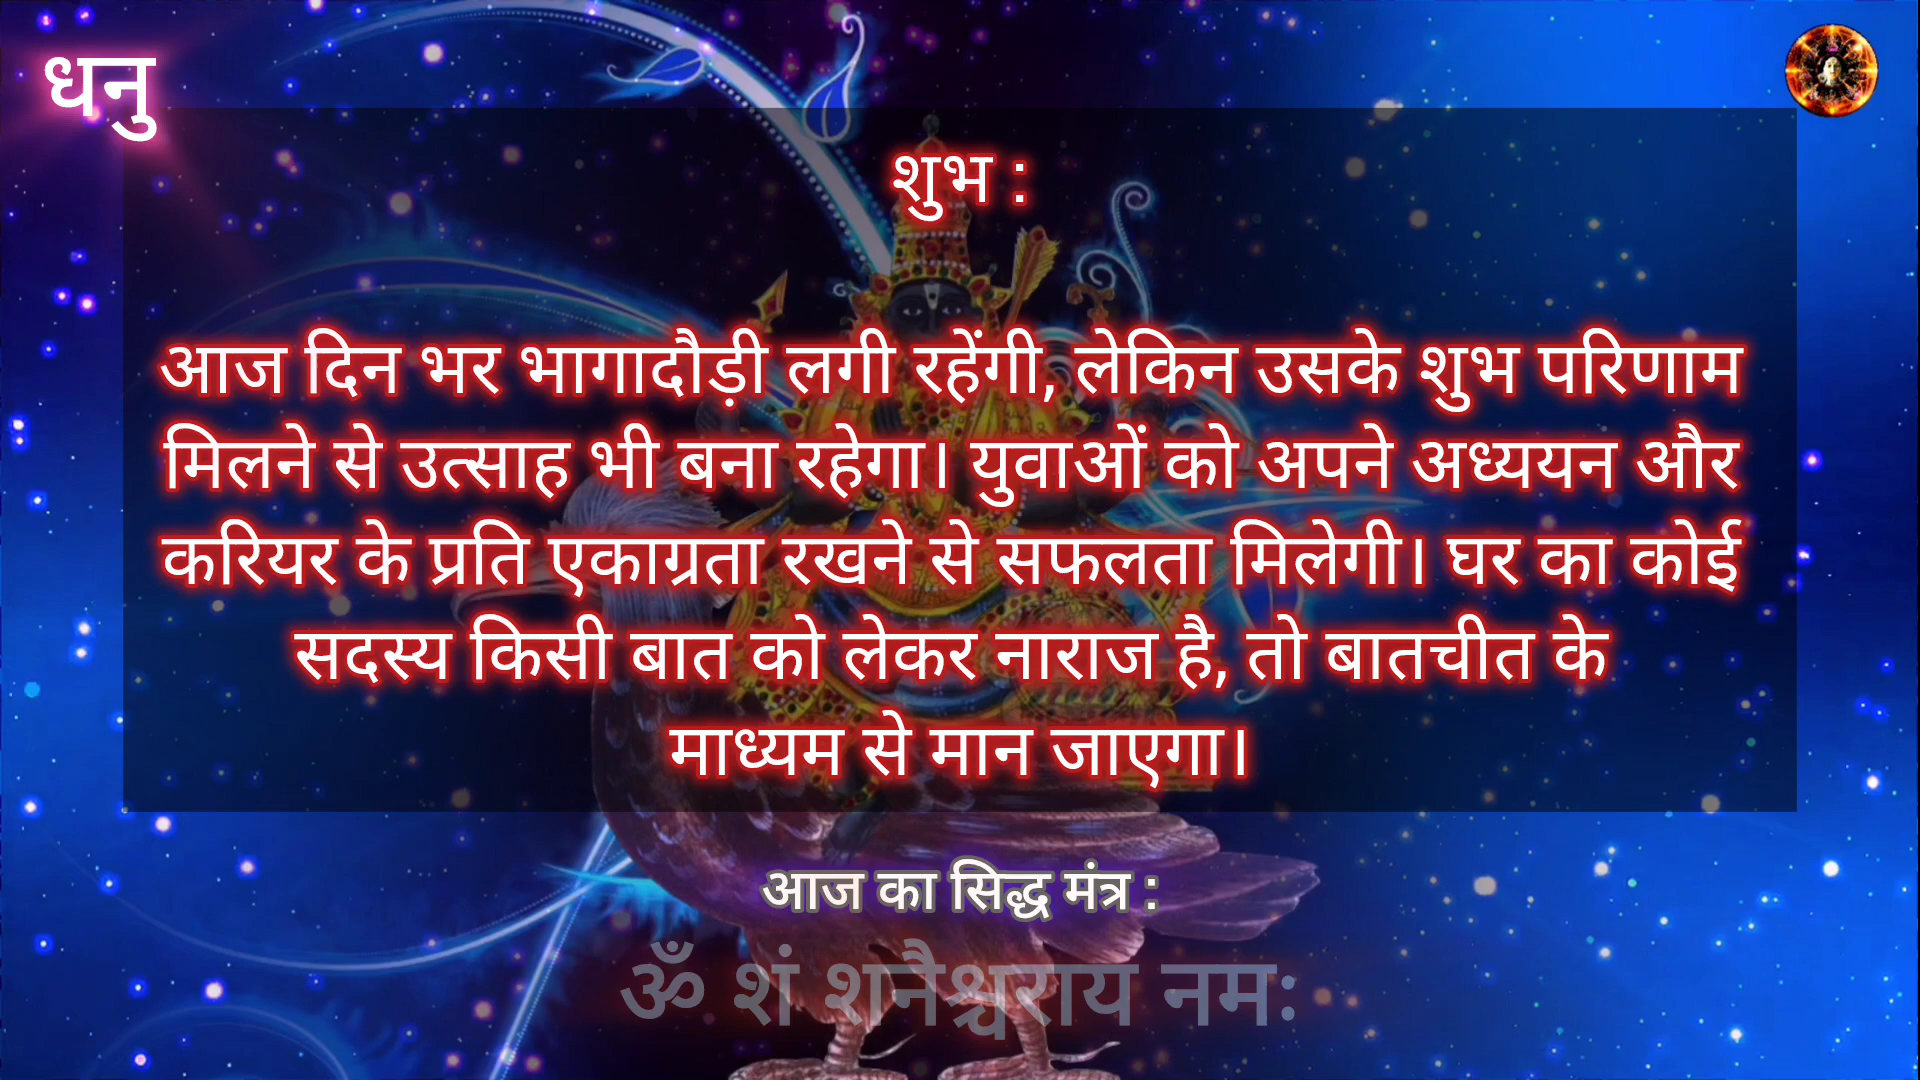 धनु
शुभ :
आज दिन भर भागादौड़ी लगी रहेंगी, लेकिन उसके शुभ परिणाम
मिलने से उत्साह भी बना रहेगा। युवाओं को अपने अध्ययन और
करियर के प्रति एकाग्रता रखने से सफलता मिलेगी। घर का कोई
सदस्य किसी बात को लेकर नाराज है, तो बातचीत के
माध्यम से मान जाएगा।
आज का सिद्ध मंत्र :
ॐ शं शनैश्चराय नमः